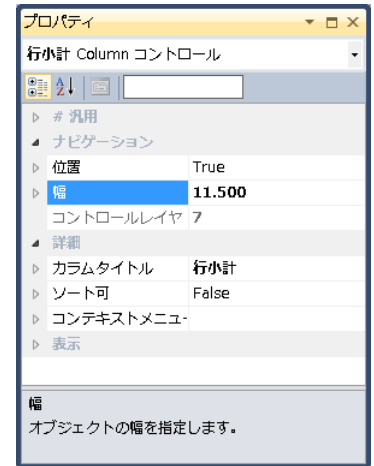 プロパティ
行小計 Column コントロール
# 汎用
ナビゲーション
位置 True
幅 11.500
コントロールレイヤ 7
詳細
カラムタイトル 行小計
ソート可 False
コンテキストメニュー
表示
幅
オブジェクトの幅を指定します。